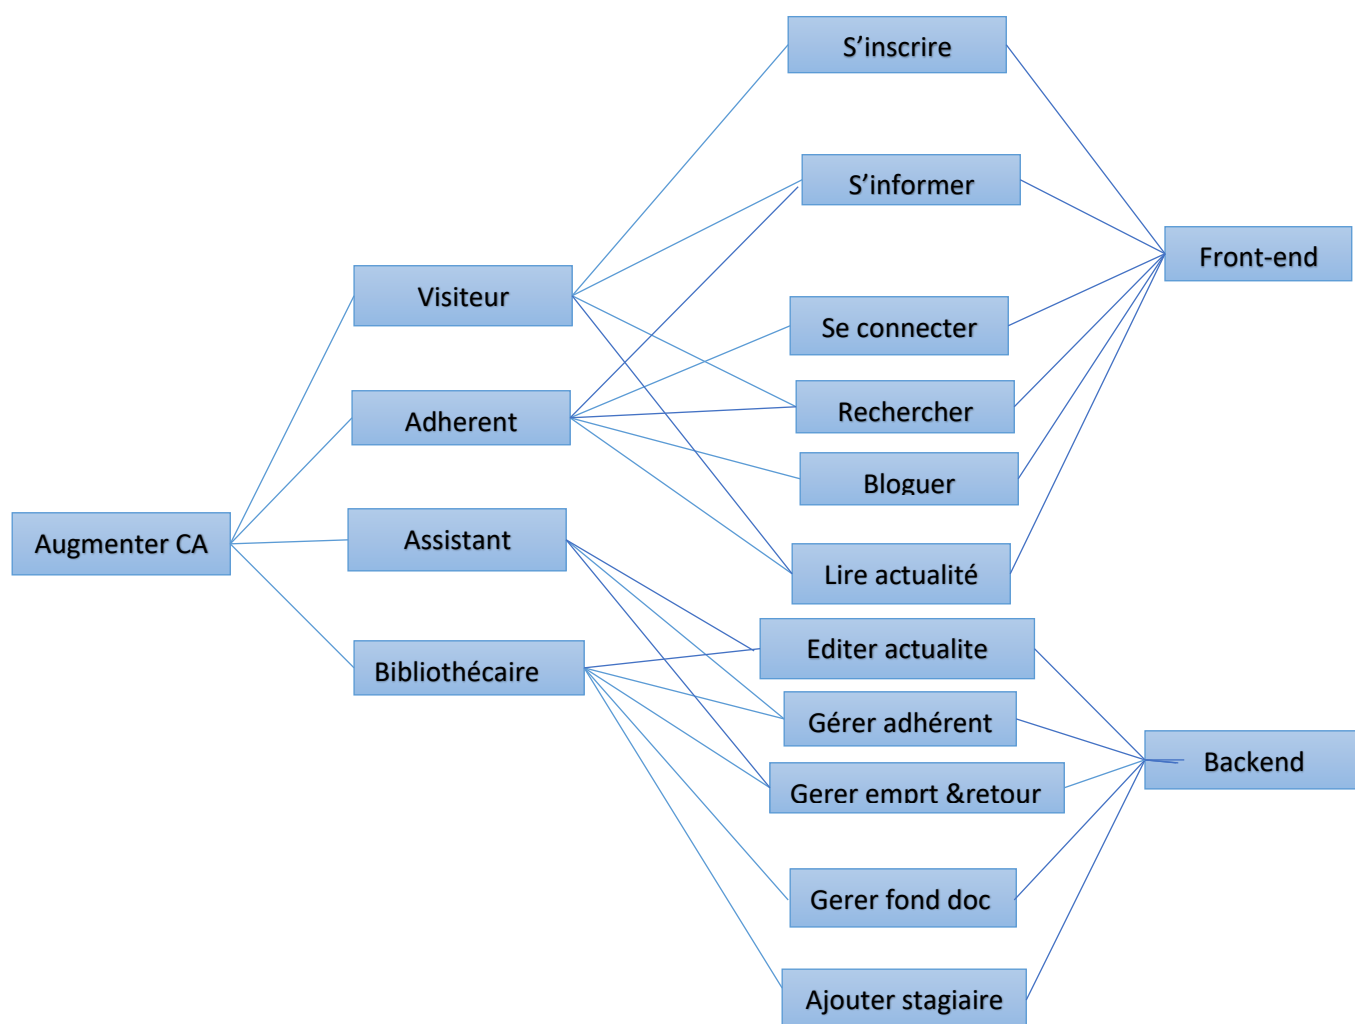 S'inscrire
S'informer
Front-end
Visiteur
Se connecter
Rechercher
Adherent
Bloguer
Augmenter CA
Assistant
Lire actualité
Editer actualite
Bibliothécaire
Gérer adhérent
Backend
Gerer emprt &retour
Gerer fond doc
Ajouter stagiaire